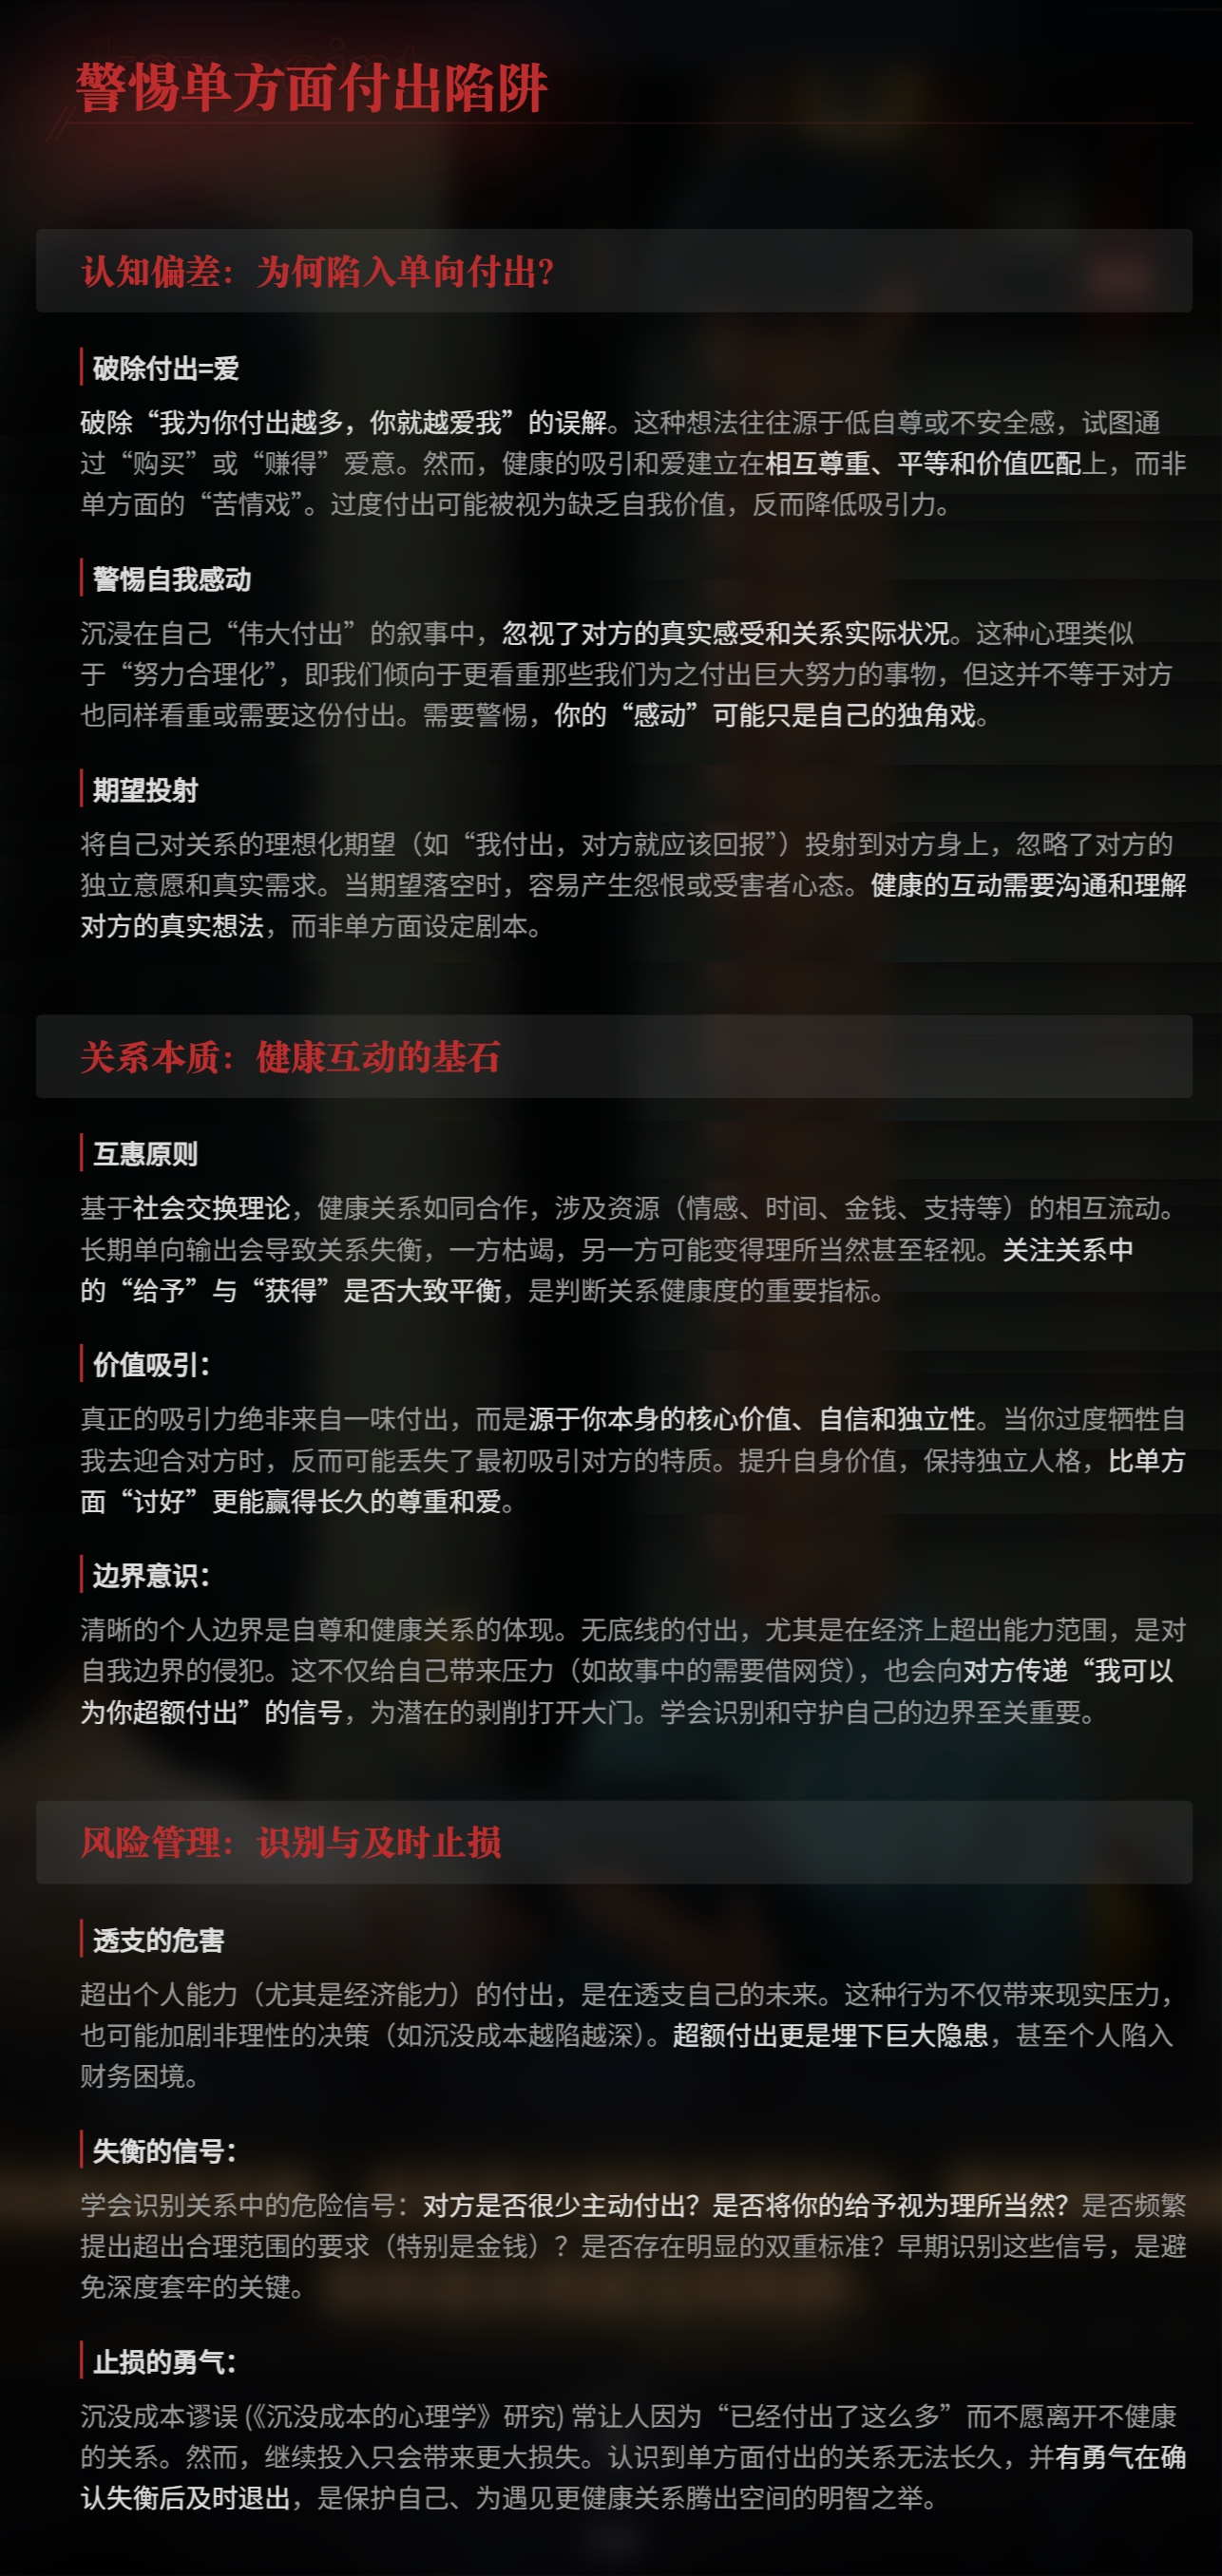 警惕单方面付出陷阱
认知偏差：为何陷入单向付出？
破除付出=爱
破除“我为你付出越多，你就越爱我”的误解。这种想法往往源于低自尊或不安全感，试图通
过“购买”或“赚得”爱意。然而，健康的吸引和爱建立在相互尊重、平等和价值匹配上，而非
单方面的“苦情戏”。过度付出可能被视为缺乏自我价值，反而降低吸引力。
警惕自我感动
沉浸在自己“伟大付出”的叙事中，忽视了对方的真实感受和关系实际状况。这种心理类似
于“努力合理化”，即我们倾向于更看重那些我们为之付出巨大努力的事物，但这并不等于对方
也同样看重或需要这份付出。需要警惕，你的“感动”可能只是自己的独角戏。
期望投射
将自己对关系的理想化期望（如“我付出，对方就应该回报”）投射到对方身上，忽略了对方的
独立意愿和真实需求。当期望落空时，容易产生怨恨或受害者心态。健康的互动需要沟通和理解
对方的真实想法，而非单方面设定剧本。
关系本质：健康互动的基石
互惠原则
基于社会交换理论，健康关系如同合作，涉及资源（情感、时间、金钱、支持等）的相互流动。
长期单向输出会导致关系失衡，一方枯竭，另一方可能变得理所当然甚至轻视。关注关系中
的“给予”与“获得”是否大致平衡，是判断关系健康度的重要指标。
价值吸引：
真正的吸引力绝非来自一味付出，而是源于你本身的核心价值、自信和独立性。当你过度牺牲自
我去迎合对方时，反而可能丢失了最初吸引对方的特质。提升自身价值，保持独立人格，比单方
面“讨好”更能赢得长久的尊重和爱。
边界意识：
清晰的个人边界是自尊和健康关系的体现。无底线的付出，尤其是在经济上超出能力范围，是对
自我边界的侵犯。这不仅给自己带来压力（如故事中的需要借网贷），也会向对方传递“我可以
为你超额付出”的信号，为潜在的剥削打开大门。学会识别和守护自己的边界至关重要。
风险管理：识别与及时止损
透支的危害
超出个人能力（尤其是经济能力）的付出，是在透支自己的未来。这种行为不仅带来现实压力，
也可能加剧非理性的决策（如沉没成本越陷越深）。超额付出更是埋下巨大隐患，甚至个人陷入
财务困境。
失衡的信号：
学会识别关系中的危险信号：对方是否很少主动付出？是否将你的给予视为理所当然？是否频繁
提出超出合理范围的要求（特别是金钱）？是否存在明显的双重标准？早期识别这些信号，是避
免深度套牢的关键。
止损的勇气：
沉没成本谬误 (《沉没成本的心理学》研究) 常让人因为“已经付出了这么多”而不愿离开不健康
的关系。然而，继续投入只会带来更大损失。认识到单方面付出的关系无法长久，并有勇气在确
认失衡后及时退出，是保护自己、为遇见更健康关系腾出空间的明智之举。